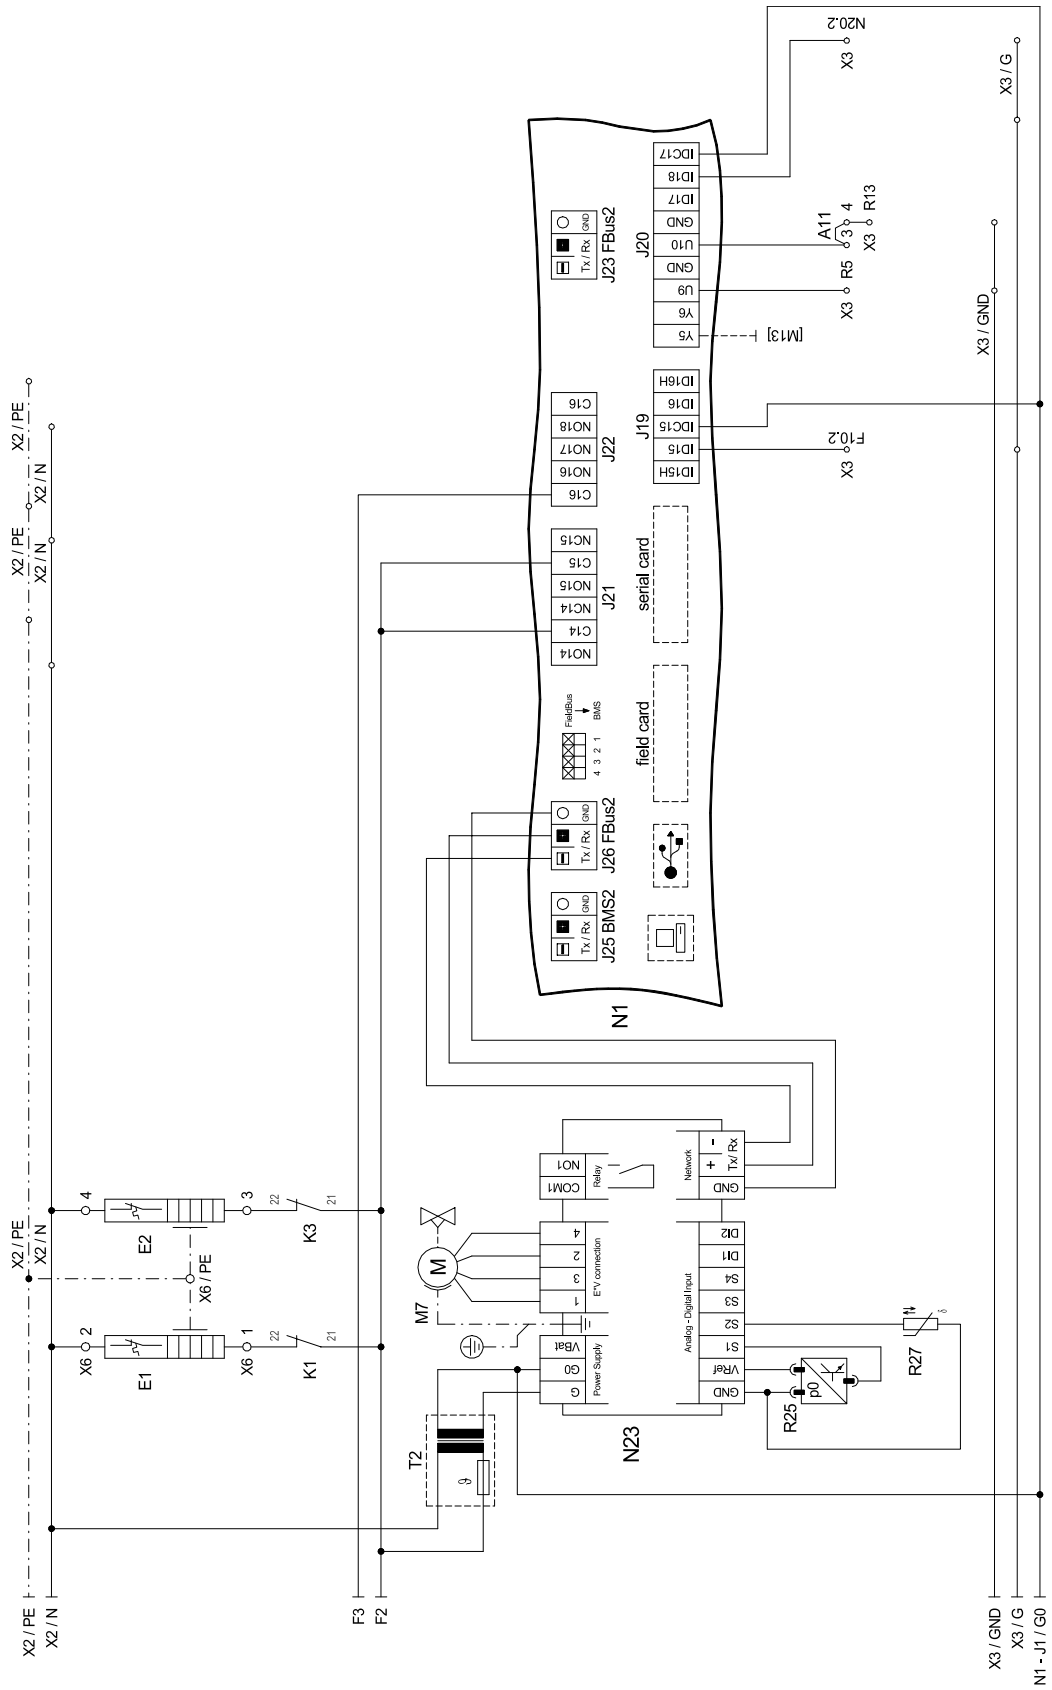 X2 / PE
X2 / N
F3
F2
X3 / GND
X3 / G
N1 - J1 / G0
X2 / PE
X2 / N
X2 / PE
X2 / N
X2 / PE
X2 / N
X6
2
E1
X6
1
22
21
K1
X6 / PE
4
E2
3
22
21
K3
T2
ϑ
M7
M
N23
G
G0
VBat
Power Supply
1
3
2
4
E*V connection
COM1
NO1
Relay
GND
VRef
S1
S2
S3
S4
DI1
DI2
Analog - Digital Input
GND
+
-
Tx/ Rx
Network
R25
p0
R27
ϑ
N1
Tx / Rx
GND
J25 BMS2
Tx / Rx
GND
J26 FBus2
4 3 2 1
FieldBus
BMS
field card
serial card
NO14
C14
NC14
NO15
C15
NC15
J21
C16
NO16
NO17
NO18
C16
J22
Tx / Rx
GND
J23 FBus2
ID15H
ID15
IDC15
ID16
ID16H
J19
Y5
Y6
U9
GND
U10
GND
ID17
ID18
IDC17
J20
[M13]
X3
F10.2
X3
R5
A11
3
4
X3
R13
X3
N20.2
X3 / GND
X3 / G